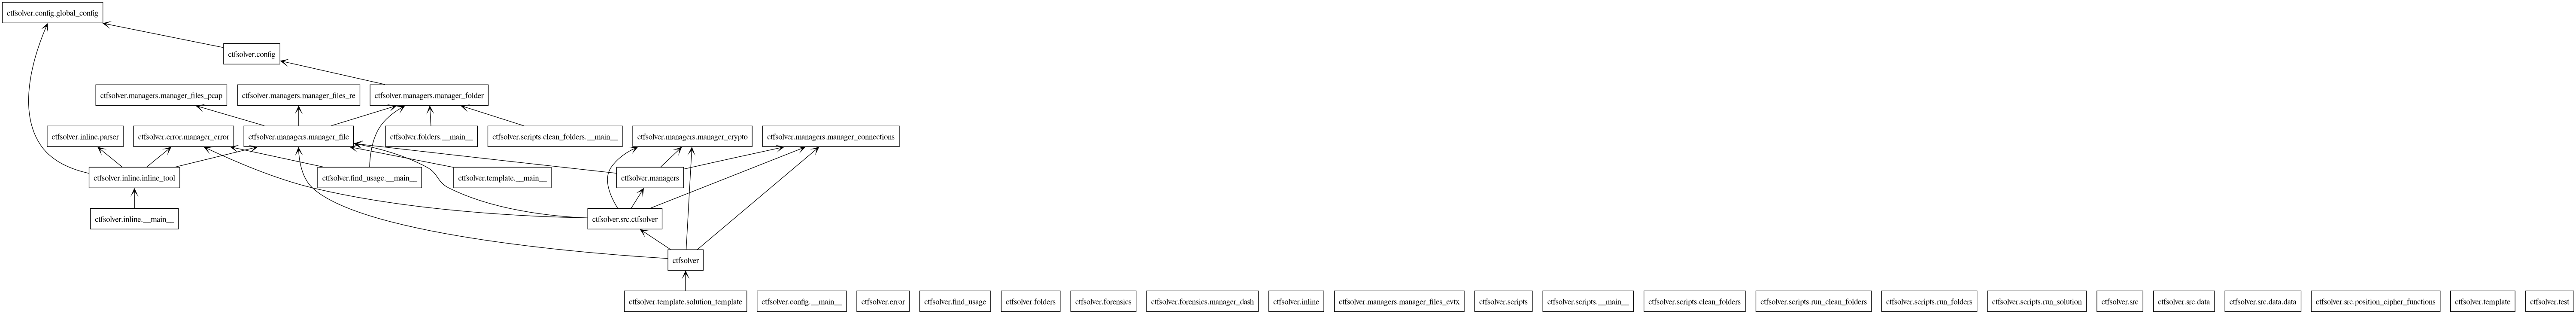 ctfsolver.config.global_config
ctfsolver.config
ctfsolver.managers.manager_files_pcap
ctfsolver.managers.manager_files_re
ctfsolver.managers.manager_folder
ctfsolver.inline.parser
ctfsolver.error.manager_error
ctfsolver.managers.manager_file
ctfsolver.folders.__main__
ctfsolver.scripts.clean_folders.__main__
ctfsolver.managers.manager_crypto
ctfsolver.managers.manager_connections
ctfsolver.inline.inline_tool
ctfsolver.find_usage.__main__
ctfsolver.template.__main__
ctfsolver.managers
ctfsolver.inline.__main__
ctfsolver.src.ctfsolver
ctfsolver
ctfsolver.template.solution_template
ctfsolver.config.__main__
ctfsolver.error
ctfsolver.find_usage
ctfsolver.folders
ctfsolver.forensics
ctfsolver.forensics.manager_dash
ctfsolver.inline
ctfsolver.managers.manager_files_evtx
ctfsolver.scripts
ctfsolver.scripts.__main__
ctfsolver.scripts.clean_folders
ctfsolver.scripts.run_clean_folders
ctfsolver.scripts.run_folders
ctfsolver.scripts.run_solution
ctfsolver.src
ctfsolver.src.data
ctfsolver.src.data.data
ctfsolver.src.position_cipher_functions
ctfsolver.template
ctfsolver.test